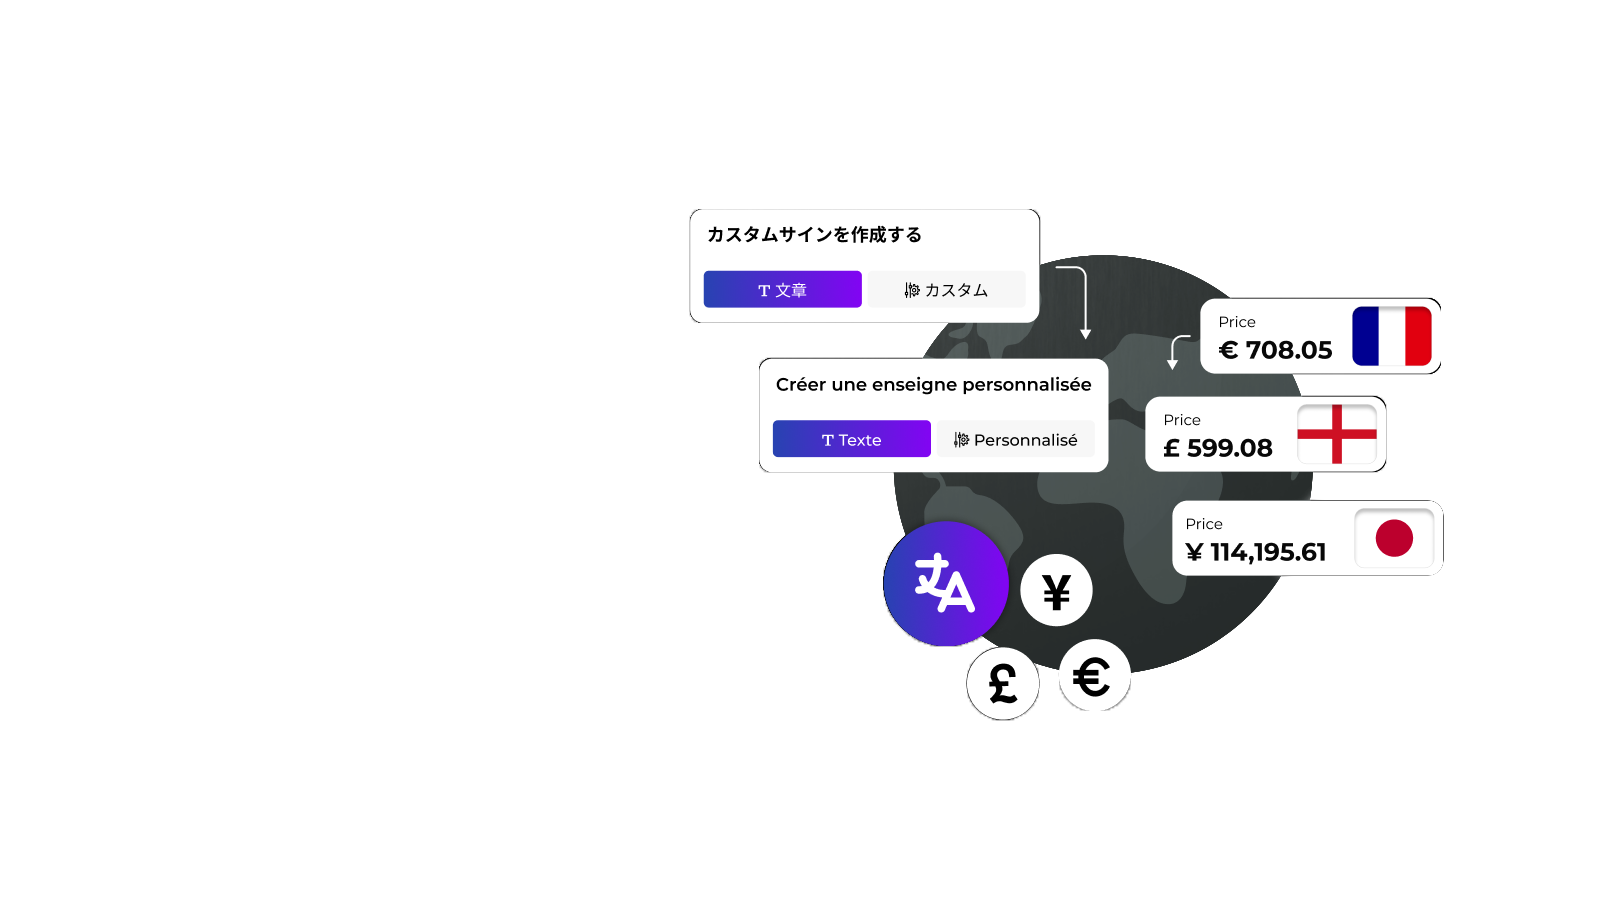 カスタムサインを作成する
T 文章
カスタム
Créer une enseigne personnalisée
T Texte
Personnalisé
Price
€ 708.05
Price
£ 599.08
Price
¥ 114,195.61
¥
£
€